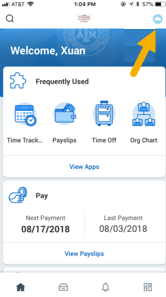 1:04 PM
57%
Welcome, Xuan
Frequently Used
Time Track...
Payslips
Time Off
Org Chart
View Apps
Pay
Next Payment
Last Payment
08/17/2018
08/03/2018
View Payslips